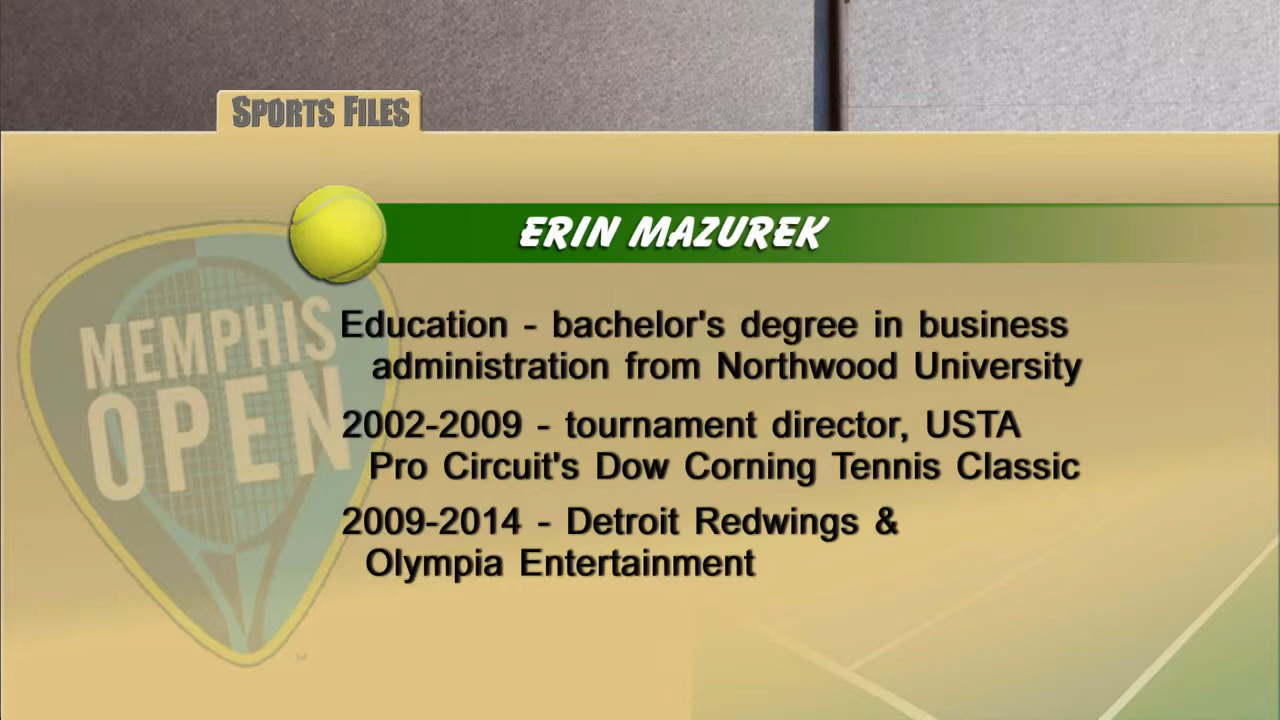 SPORTS FILES
ERIN MAZUREK
MEMPHIS
OPEN
Education - bachelor's degree in business
administration from Northwood University
2002-2009 - tournament director, USTA
Pro Circuit's Dow Corning Tennis Classic
2009-2014 - Detroit Redwings &
Olympia Entertainment
TM